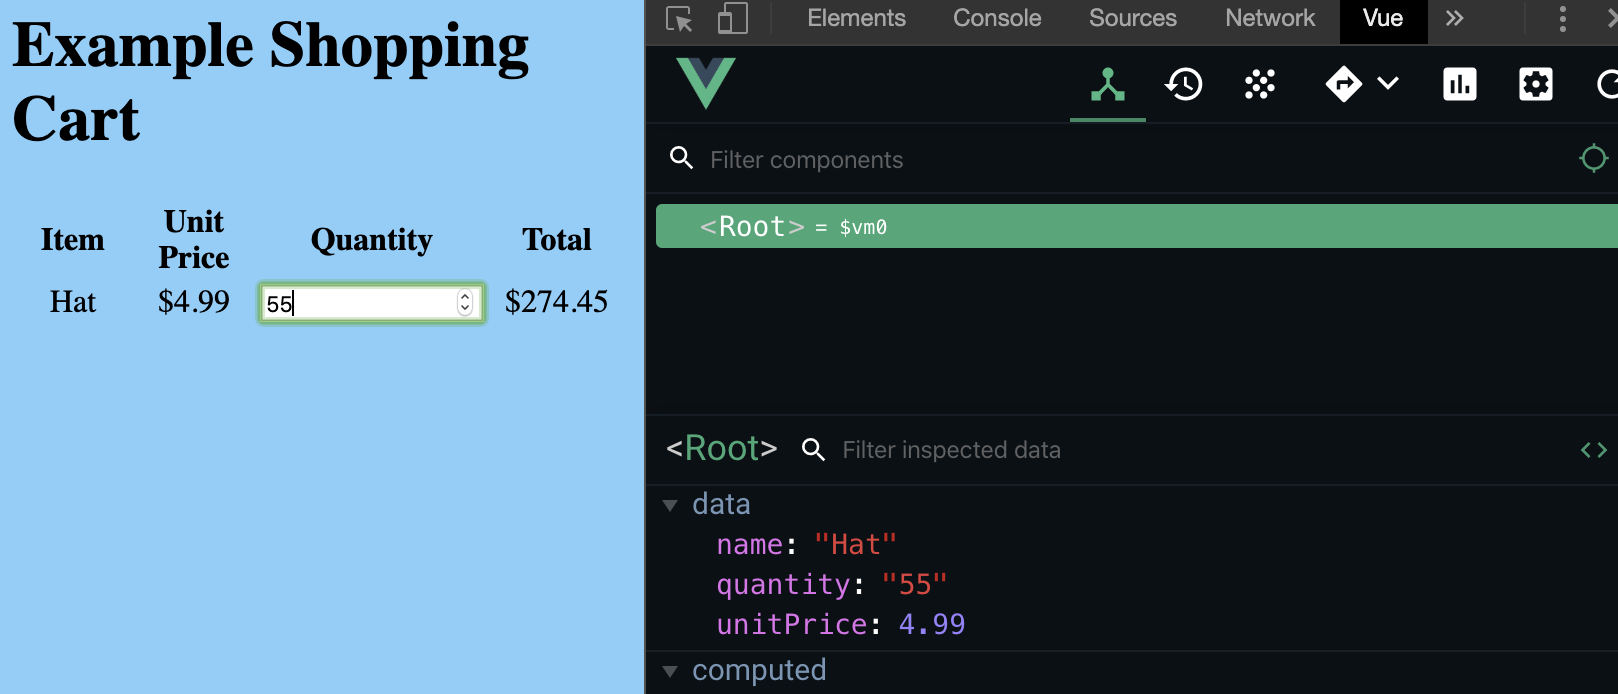 Example Shopping
Cart
Item Unit Price Quantity Total
Hat $4.99 55 $274.45
Elements Console Sources Network Vue
Filter components
<Root> = $vm0
<Root> Filter inspected data
data
name: "Hat"
quantity: "55"
unitPrice: 4.99
computed